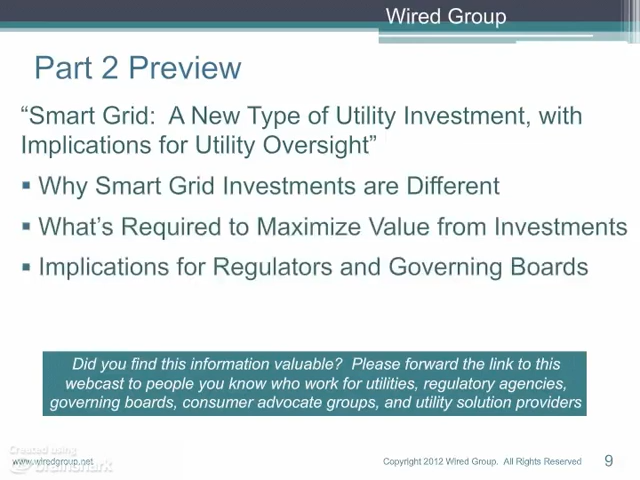 Wired Group
Part 2 Preview
“Smart Grid:  A New Type of Utility Investment, with
Implications for Utility Oversight”
▪ Why Smart Grid Investments are Different
▪ What’s Required to Maximize Value from Investments
▪ Implications for Regulators and Governing Boards
Did you find this information valuable?  Please forward the link to this
webcast to people you know who work for utilities, regulatory agencies,
governing boards, consumer advocate groups, and utility solution providers
Created using
brainshark
www.wiredgroup.net
Copyright 2012 Wired Group.  All Rights Reserved
9